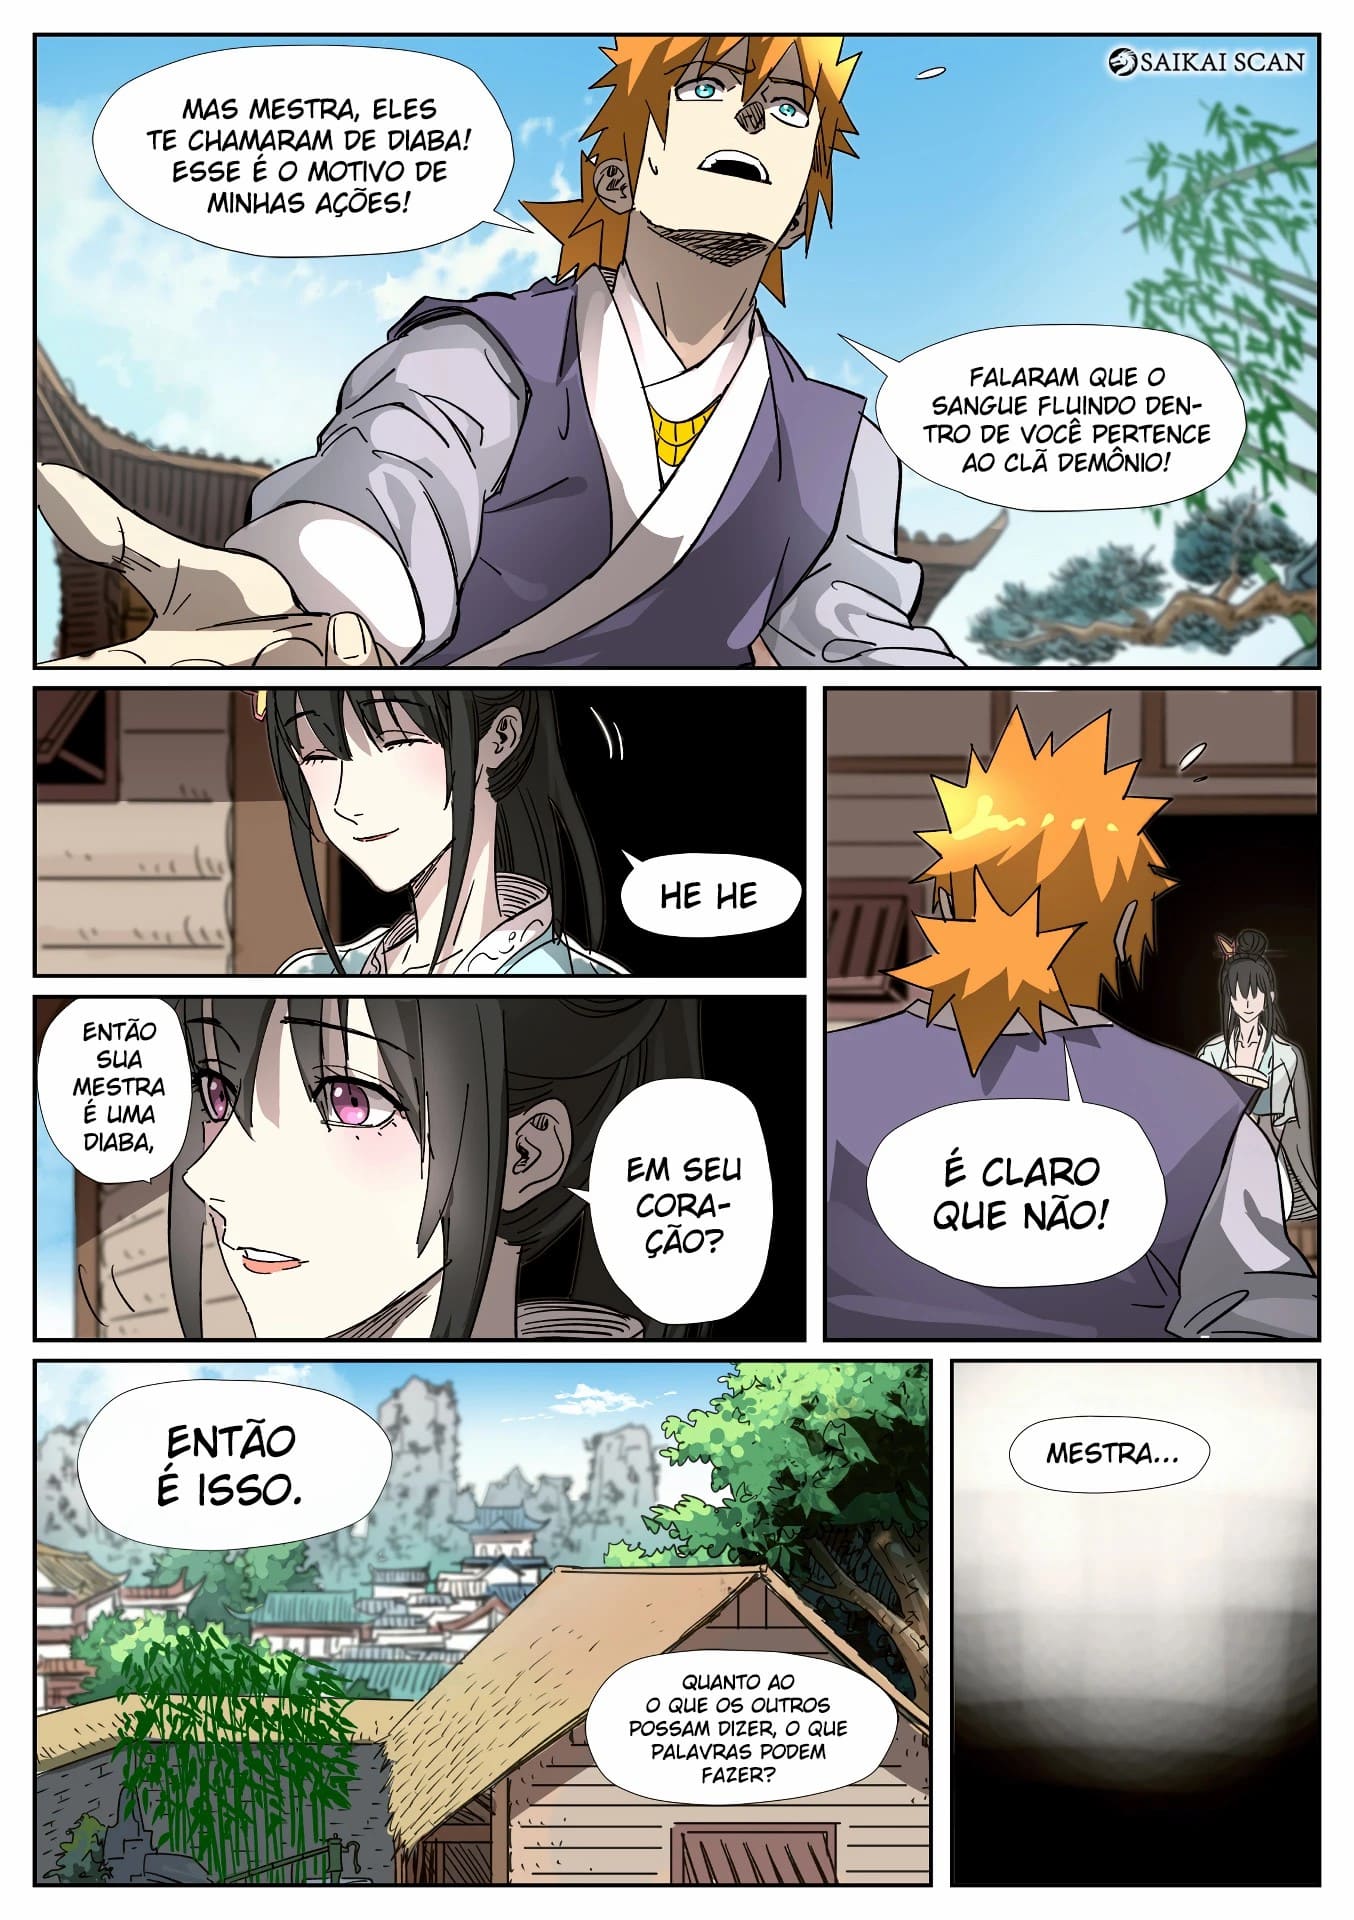 SAIKAI SCAN
MAS MESTRA, ELES
TE CHAMARAM DE DIABA!
ESSE É O MOTIVO DE
MINHAS AÇÕES!
FALARAM QUE O
SANGUE FLUINDO DEN-
TRO DE VOCÊ PERTENCE
AO CLÃ DEMÔNIO!
HE HE
ENTÃO
SUA
MESTRA
É UMA
DIABA,
EM SEU
CORA-
ÇÃO?
É CLARO
QUE NÃO!
ENTÃO
É ISSO.
QUANTO AO
O QUE OS OUTROS
POSSAM DIZER, O QUE
PALAVRAS PODEM
FAZER?
MESTRA...